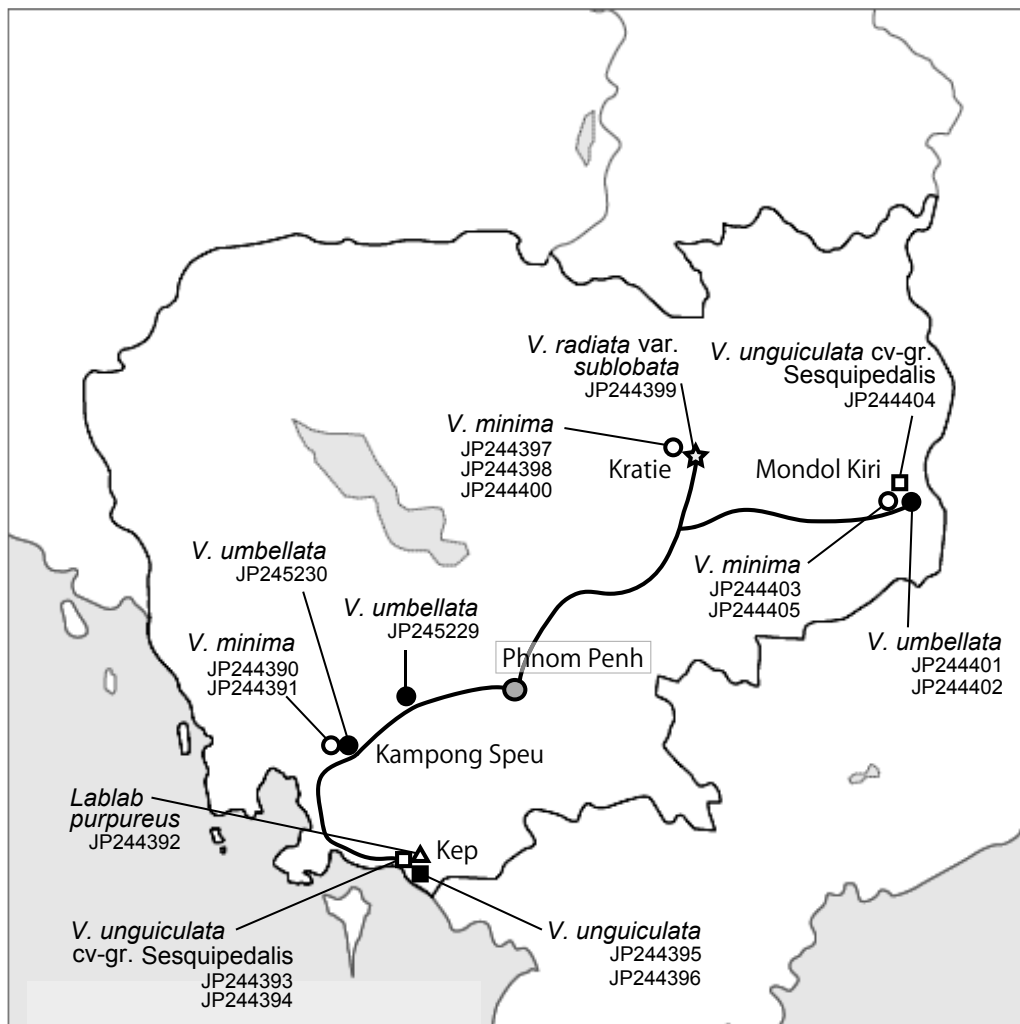 V. radiata var.
sublobata
JP244399
V. unguiculata cv-gr.
Sesquipedalis
JP244404
V. minima
JP244397
JP244398
JP244400
Kratie
Mondol Kiri
V. umbellata
JP245230
V. minima
JP244403
JP244405
V. umbellata
JP245229
V. minima
JP244390
JP244391
Phnom Penh
V. umbellata
JP244401
JP244402
Kampong Speu
Lablab
purpureus
JP244392
Kep
V. unguiculata
cv-gr. Sesquipedalis
JP244393
JP244394
V. unguiculata
JP244395
JP244396